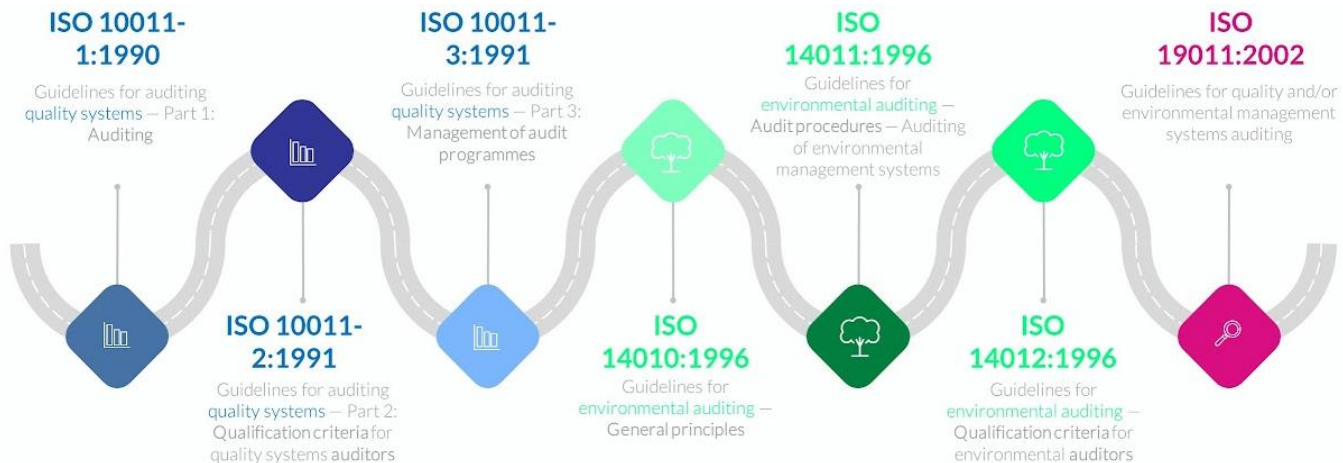 ISO 10011-
1:1990
Guidelines for auditing
quality systems — Part 1:
Auditing
ISO 10011-
2:1991
Guidelines for auditing
quality systems — Part 2:
Qualification criteria for
quality systems auditors
ISO 10011-
3:1991
Guidelines for auditing
quality systems — Part 3:
Management of audit
programmes
ISO
14010:1996
Guidelines for
environmental auditing —
General principles
ISO
14011:1996
Guidelines for
environmental auditing —
Audit procedures — Auditing
of environmental
management systems
ISO
14012:1996
Guidelines for
environmental auditing —
Qualification criteria for
environmental auditors
ISO
19011:2002
Guidelines for quality and/or
environmental management
systems auditing